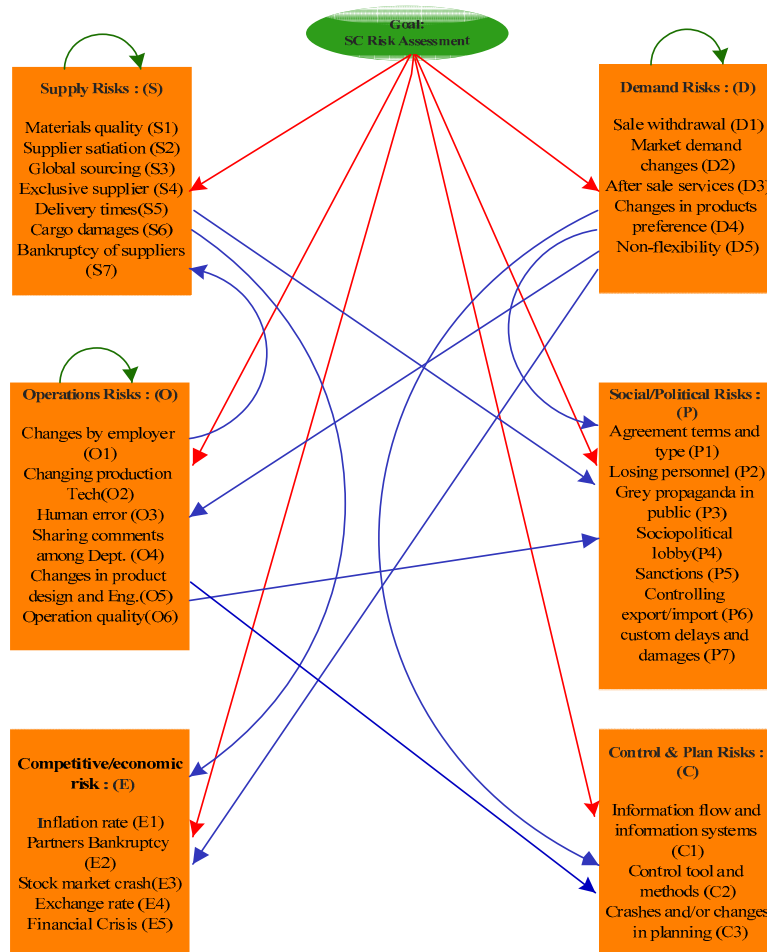 Goal:
SC Risk Assessment
Supply Risks : (S)
Materials quality (S1)
Supplier satiation (S2)
Global sourcing (S3)
Exclusive supplier (S4)
Delivery times(S5)
Cargo damages (S6)
Bankruptcy of suppliers
(S7)
Demand Risks : (D)
Sale withdrawal (D1)
Market demand
changes (D2)
After sale services (D3)
Changes in products
preference (D4)
Non-flexibility (D5)
Operations Risks : (O)
Changes by employer
(O1)
Changing production
Tech(O2)
Human error (O3)
Sharing comments
among Dept. (O4)
Changes in product
design and Eng.(O5)
Operation quality(O6)
Social/Political Risks :
(P)
Agreement terms and
type (P1)
Losing personnel (P2)
Grey propaganda in
public (P3)
Sociopolitical
lobby(P4)
Sanctions (P5)
Controlling
export/import (P6)
custom delays and
damages (P7)
Competitive/economic
risk : (E)
Inflation rate (E1)
Partners Bankruptcy
(E2)
Stock market crash(E3)
Exchange rate (E4)
Financial Crisis (E5)
Control & Plan Risks :
(C)
Information flow and
information systems
(C1)
Control tool and
methods (C2)
Crashes and/or changes
in planning (C3)